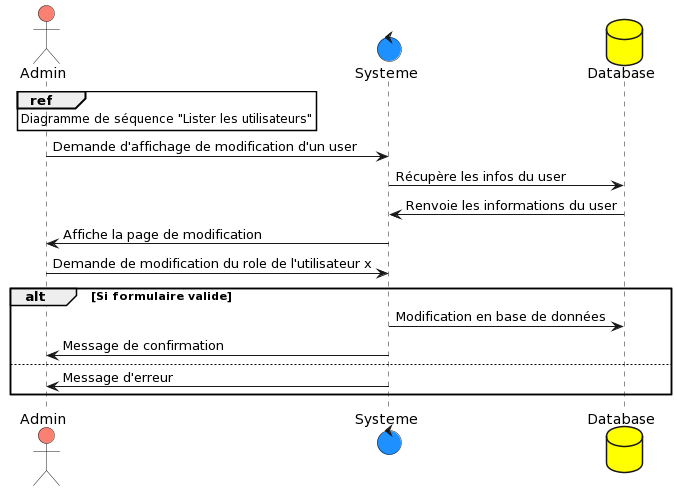 Admin
Systeme
Database
ref
Diagramme de séquence "Lister les utilisateurs"
Demande d'affichage de modification d'un user
Récupère les infos du user
Renvoie les informations du user
Affiche la page de modification
Demande de modification du role de l'utilisateur x
alt [Si formulaire valide]
Modification en base de données
Message de confirmation
Message d'erreur
Admin
Systeme
Database